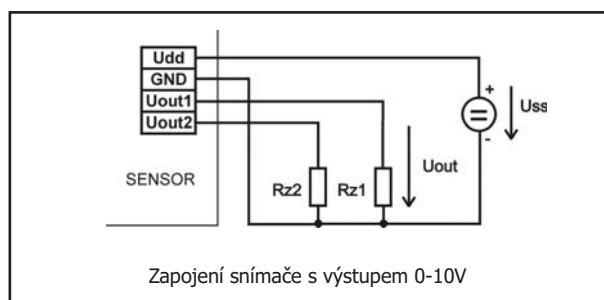 Udd
GND
Uout1
Uout2
SENSOR
Rz2
Rz1
Uout
+
-
Uss
Zapojení snímače s výstupem 0-10V